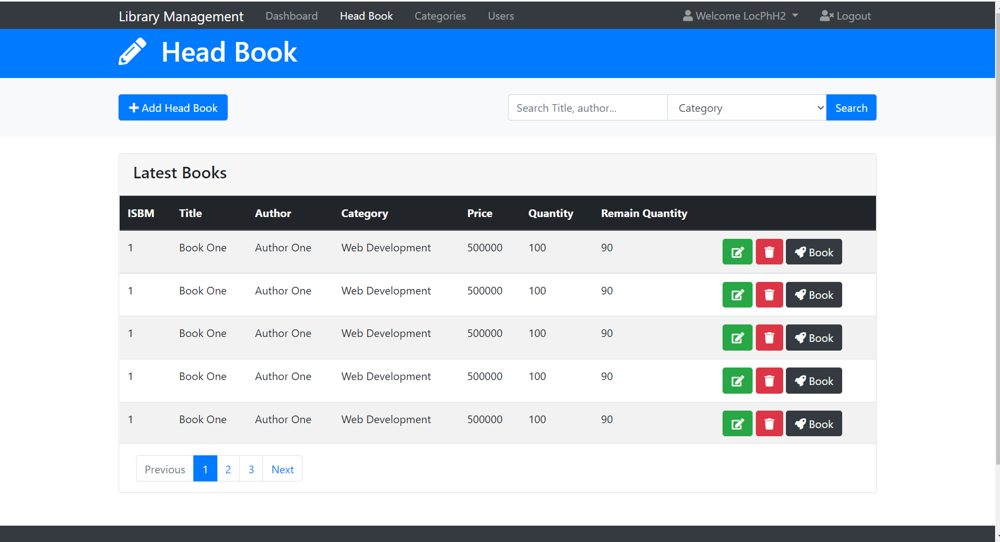 Library Management Dashboard Head Book Categories Users Welcome LocPhH2 Logout
Head Book
Add Head Book Search Title, author... Category Search
Latest Books
ISBM Title Author Category Price Quantity Remain Quantity
1 Book One Author One Web Development 500000 100 90 Book
1 Book One Author One Web Development 500000 100 90 Book
1 Book One Author One Web Development 500000 100 90 Book
1 Book One Author One Web Development 500000 100 90 Book
1 Book One Author One Web Development 500000 100 90 Book
Previous 1 2 3 Next